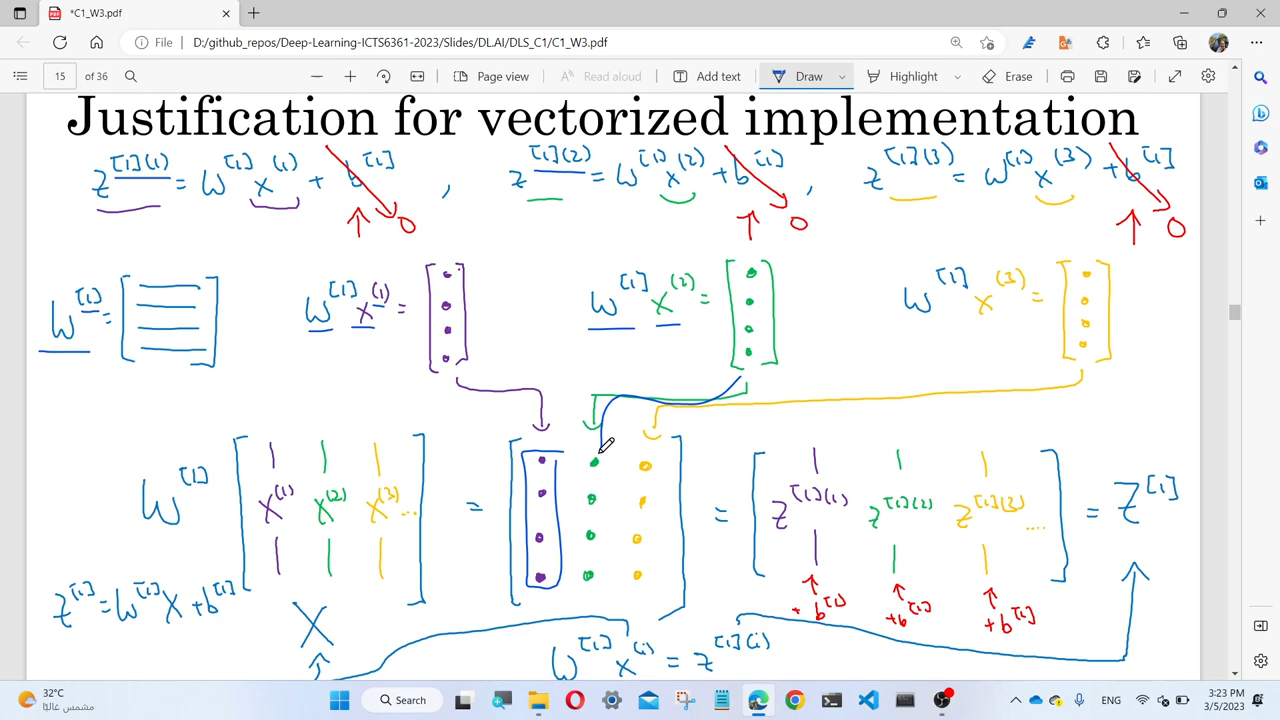 *C1_W3.pdf
File D:/github_repos/Deep-Learning-ICTS6361-2023/Slides/DL.AI/DLS_C1/C1_W3.pdf
15 of 36 Page view Read aloud Add text Draw Highlight Erase
Justification for vectorized implementation
z^[1](1) = W^[1] x^(1) + b^[1] , z^[1](2) = W^[1] x^(2) + b^[1] , z^[1](3) = W^[1] x^(3) + b^[1]
↑ 0 ↑ 0 ↑ 0
W^[1] = W^[1] x^(1) = W^[1] x^(2) = W^[1] x^(3) =
W^[1] [ x^(1) x^(2) x^(3) ... ] = [ ] = [ z^[1](1) z^[1](2) z^[1](3) .... ] = Z^[1]
+ b^[1] + b^[1] + b^[1]
z^[1] = W^[1] X + b^[1]
X
W^[1] x^(i) = z^[1](i)
32°C
مشمس غالبًا
Search
ENG
3:23 PM
3/5/2023